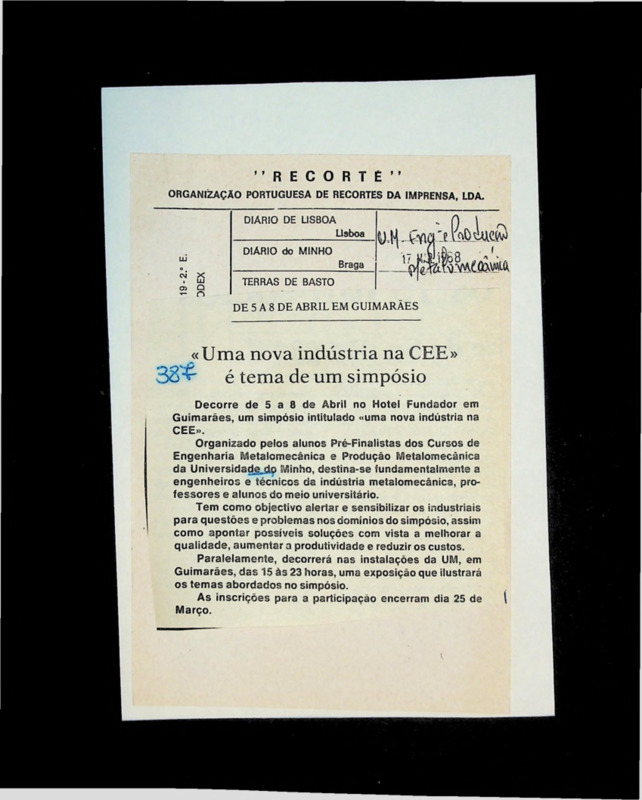 "RECORTE"
ORGANIZAÇÃO PORTUGUESA DE RECORTES DA IMPRENSA, LDA.
19-2.º E.
ODEX
DIÁRIO DE LISBOA
Lisboa
DIÁRIO do MINHO
Braga
TERRAS DE BASTO
U.M. - Engª e Produção
Metalomecânica
17 1988
DE 5 A 8 DE ABRIL EM GUIMARÃES
«Uma nova indústria na CEE»
é tema de um simpósio
387
Decorre de 5 a 8 de Abril no Hotel Fundador em
Guimarães, um simpósio intitulado «uma nova indústria na
CEE».
Organizado pelos alunos Pré-Finalistas dos Cursos de
Engenharia Metalomecânica e Produção Metalomecânica
da Universidade do Minho, destina-se fundamentalmente a
engenheiros e técnicos da indústria metalomecânica, pro-
fessores e alunos do meio universitário.
Tem como objectivo alertar e sensibilizar os industriais
para questões e problemas nos domínios do simpósio, assim
como apontar possíveis soluções com vista a melhorar a
qualidade, aumentar a produtividade e reduzir os custos.
Paralelamente, decorrerá nas instalações da UM, em
Guimarães, das 15 às 23 horas, uma exposição que ilustrará
os temas abordados no simpósio.
As inscrições para a participação encerram dia 25 de
Março.